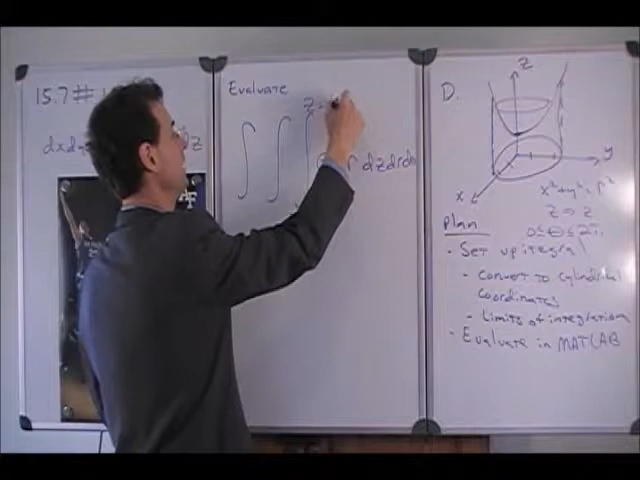 15.7 #
Evaluate
z =
∫ ∫ ∫ r dz dr dθ
D.
z
y
x
x² + y² = r²
z = z
0 ≤ θ ≤ 2π
Plan
- Set up integral
- Convert to cylindrical
coordinates
- Limits of integration
- Evaluate in MATLAB